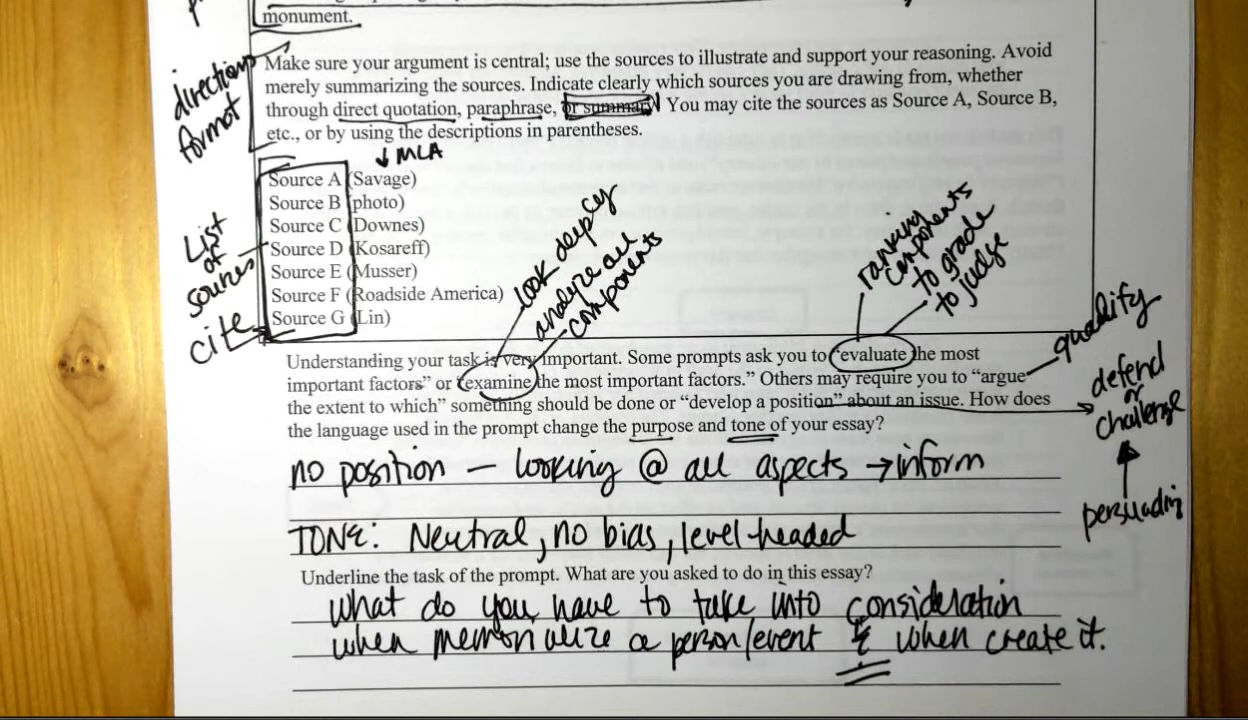 monument.
directions
format
Make sure your argument is central; use the sources to illustrate and support your reasoning. Avoid
merely summarizing the sources. Indicate clearly which sources you are drawing from, whether
through direct quotation, paraphrase, or summary. You may cite the sources as Source A, Source B,
etc., or by using the descriptions in parentheses.
↓ MLA
List
of
sources
cite
Source A (Savage)
Source B (photo)
Source C (Downes)
Source D (Kosareff)
Source E (Musser)
Source F (Roadside America)
Source G (Lin)
look deeply
analyze all
components
ranking
components
to grade
to judge
Understanding your task is very important. Some prompts ask you to “evaluate the most
important factors” or “examine the most important factors.” Others may require you to “argue
the extent to which” something should be done or “develop a position” about an issue. How does
the language used in the prompt change the purpose and tone of your essay?
qualify
defend
or
challenge
persuading
no position – looking @ all aspects → inform
TONE: Neutral, no bias, level-headed
Underline the task of the prompt. What are you asked to do in this essay?
What do you have to take into consideration
when memorialize a person/event & when create it.